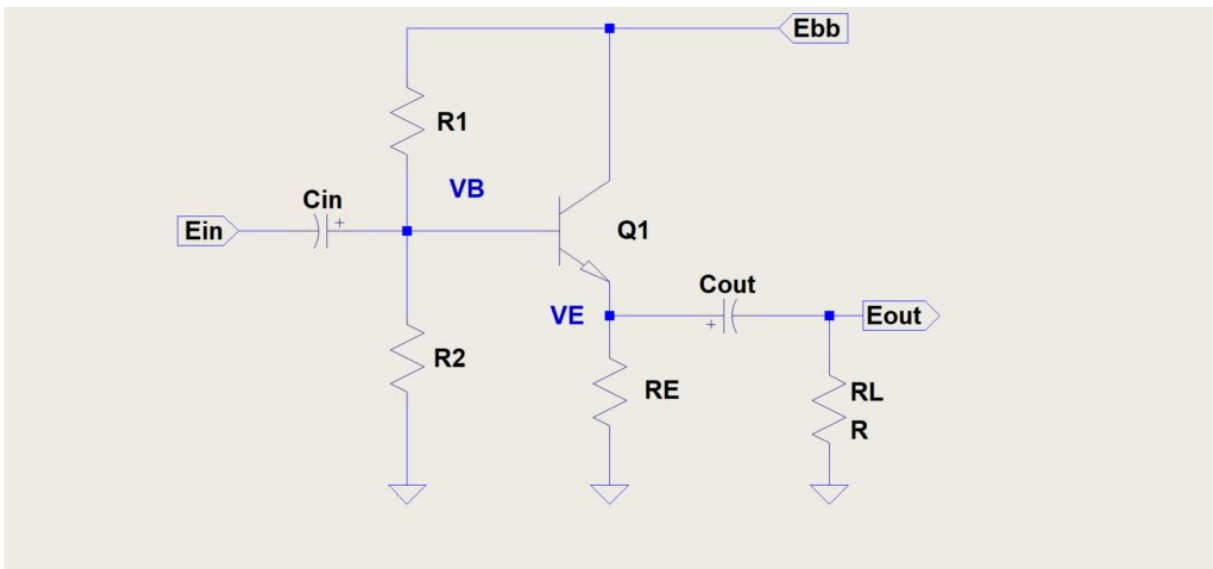 Ebb
R1
VB
Cin
+
Ein
Q1
Cout
VE
+
Eout
R2
RE
RL
R